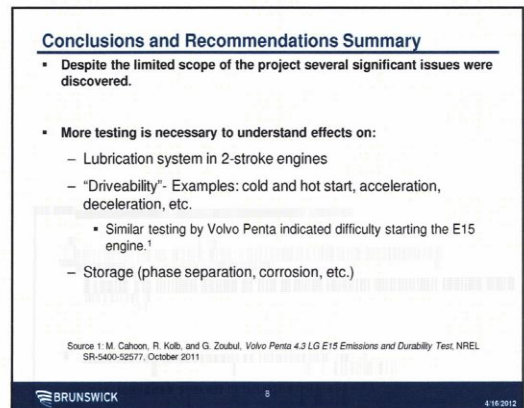 Conclusions and Recommendations Summary
▪ Despite the limited scope of the project several significant issues were
discovered.
▪ More testing is necessary to understand effects on:
– Lubrication system in 2-stroke engines
– “Driveability”- Examples: cold and hot start, acceleration,
deceleration, etc.
▪ Similar testing by Volvo Penta indicated difficulty starting the E15
engine.¹
– Storage (phase separation, corrosion, etc.)
Source 1: M. Cahoon, R. Kolb, and G. Zoubul, Volvo Penta 4.3 LG E15 Emissions and Durability Test, NREL
SR-5400-52577, October 2011
BRUNSWICK
8
4/16/2012